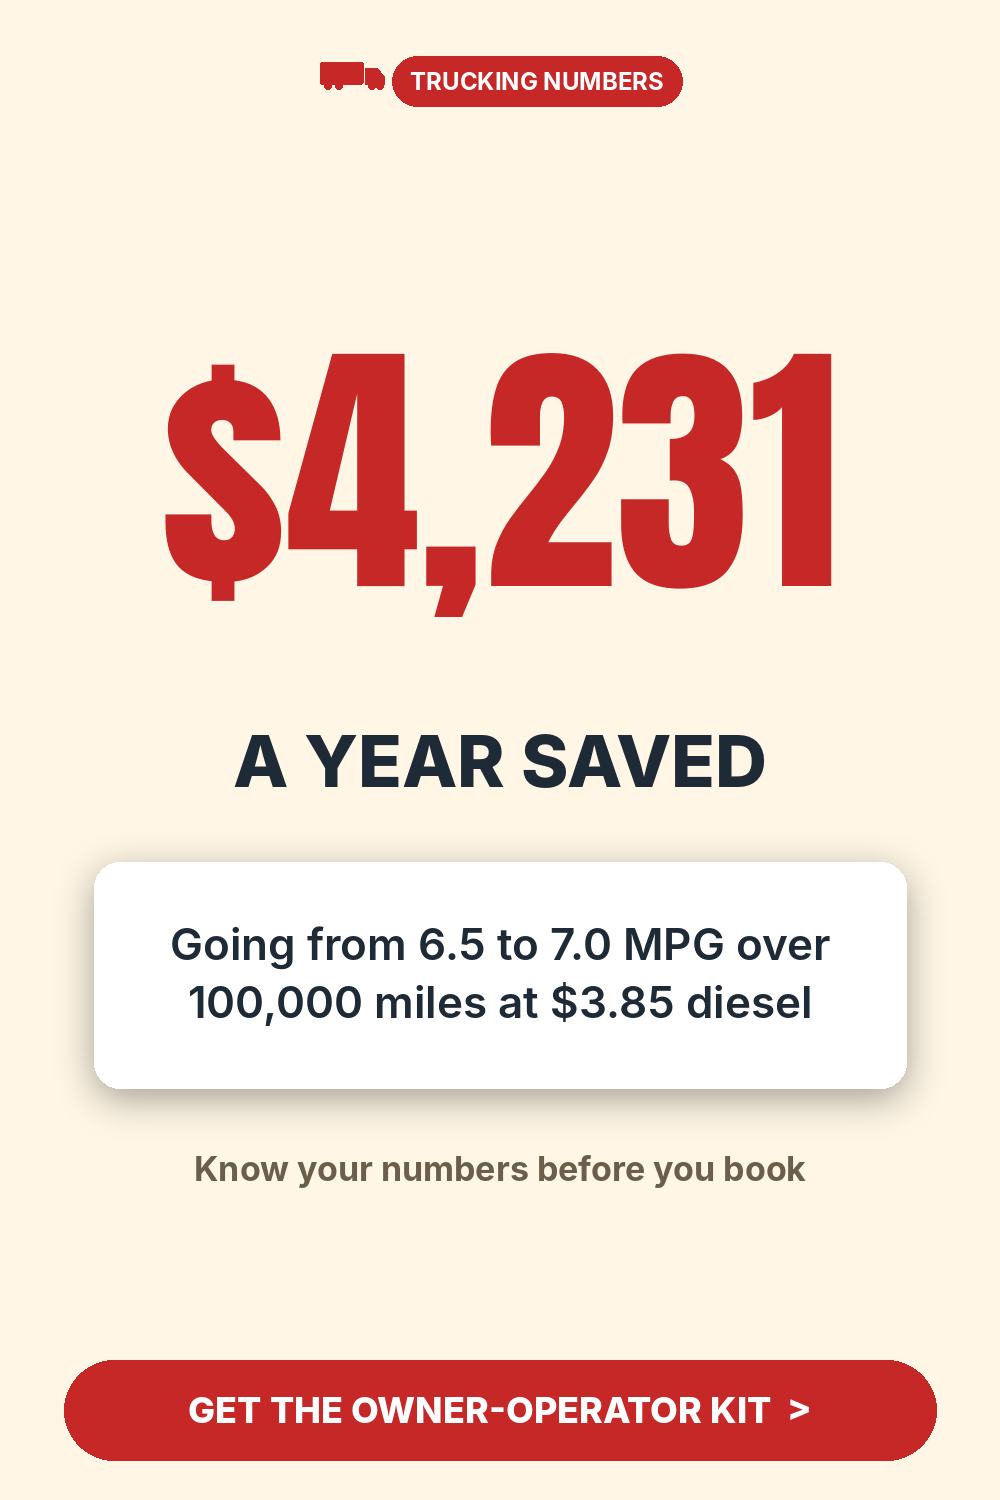 TRUCKING NUMBERS
$4,231
A YEAR SAVED
Going from 6.5 to 7.0 MPG over
100,000 miles at $3.85 diesel
Know your numbers before you book
GET THE OWNER-OPERATOR KIT >